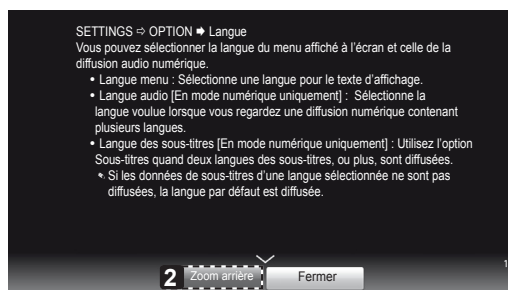 SETTINGS ⇨ OPTION ➡ Langue
Vous pouvez sélectionner la langue du menu affiché à l'écran et celle de la
diffusion audio numérique.
• Langue menu : Sélectionne une langue pour le texte d'affichage.
• Langue audio [En mode numérique uniquement] : Sélectionne la
langue voulue lorsque vous regardez une diffusion numérique contenant
plusieurs langues.
• Langue des sous-titres [En mode numérique uniquement] : Utilisez l'option
Sous-titres quand deux langues des sous-titres, ou plus, sont diffusées.
Si les données de sous-titres d'une langue sélectionnée ne sont pas
diffusées, la langue par défaut est diffusée.
1
2 Zoom arrière Fermer